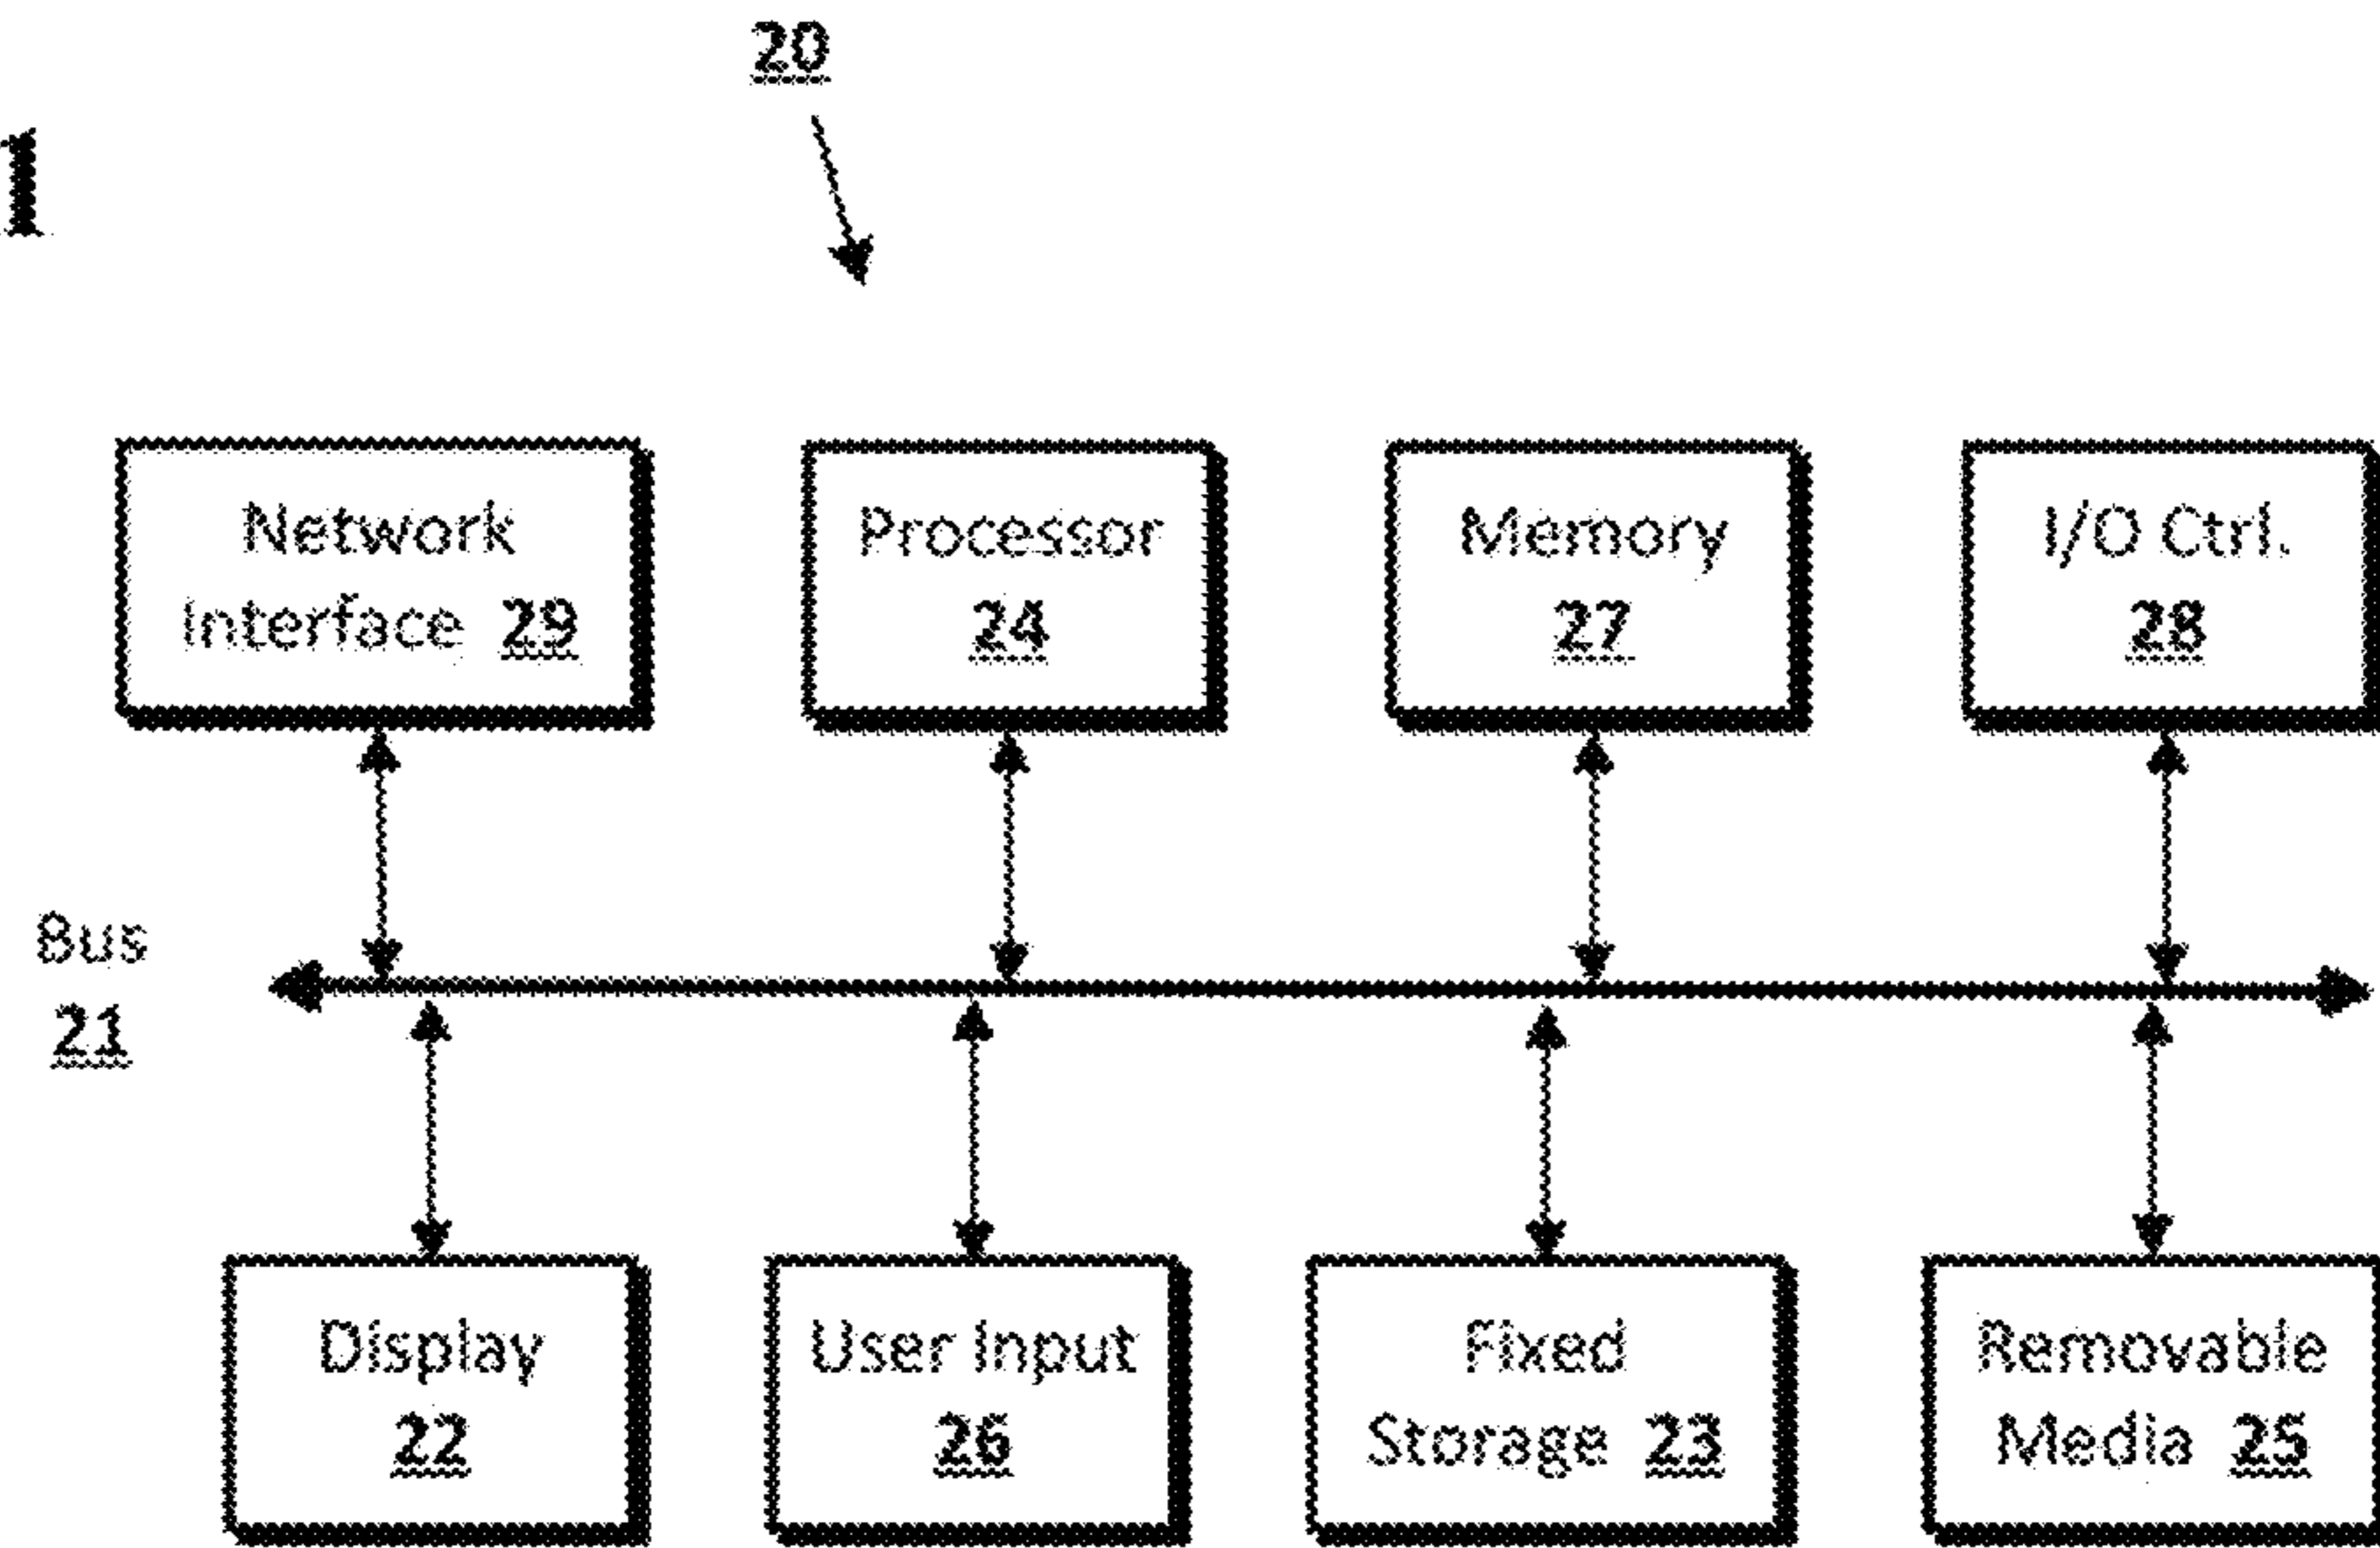 20
1
Network
Interface 29
Processor
24
Memory
27
I/O Ctrl.
28
Bus
21
Display
22
User Input
26
Fixed
Storage 23
Removable
Media 25